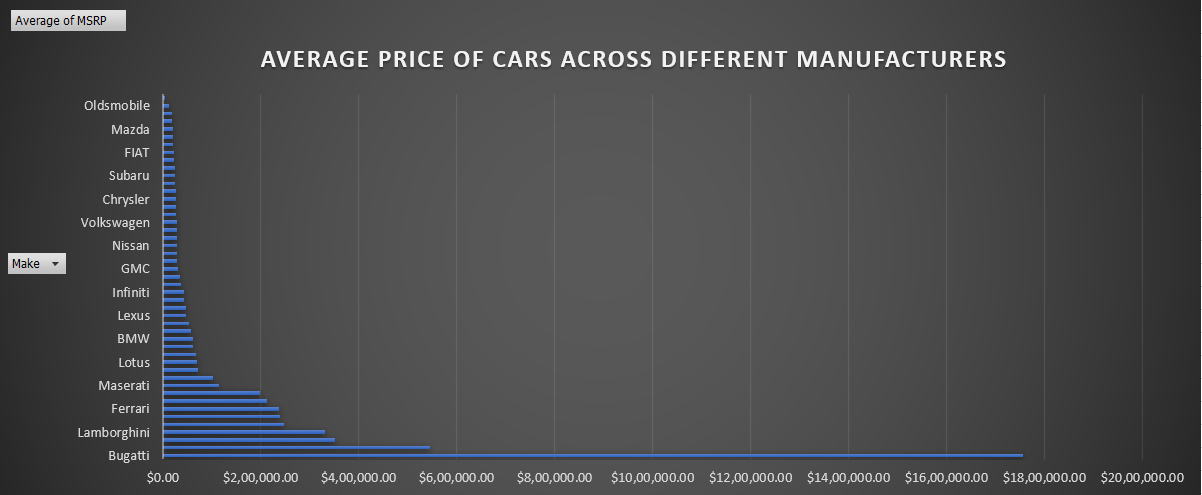 Average of MSRP
AVERAGE PRICE OF CARS ACROSS DIFFERENT MANUFACTURERS
Oldsmobile
Mazda
FIAT
Subaru
Chrysler
Volkswagen
Nissan
Make
GMC
Infiniti
Lexus
BMW
Lotus
Maserati
Ferrari
Lamborghini
Bugatti
$0.00 $2,00,000.00 $4,00,000.00 $6,00,000.00 $8,00,000.00 $10,00,000.00 $12,00,000.00 $14,00,000.00 $16,00,000.00 $18,00,000.00 $20,00,000.00